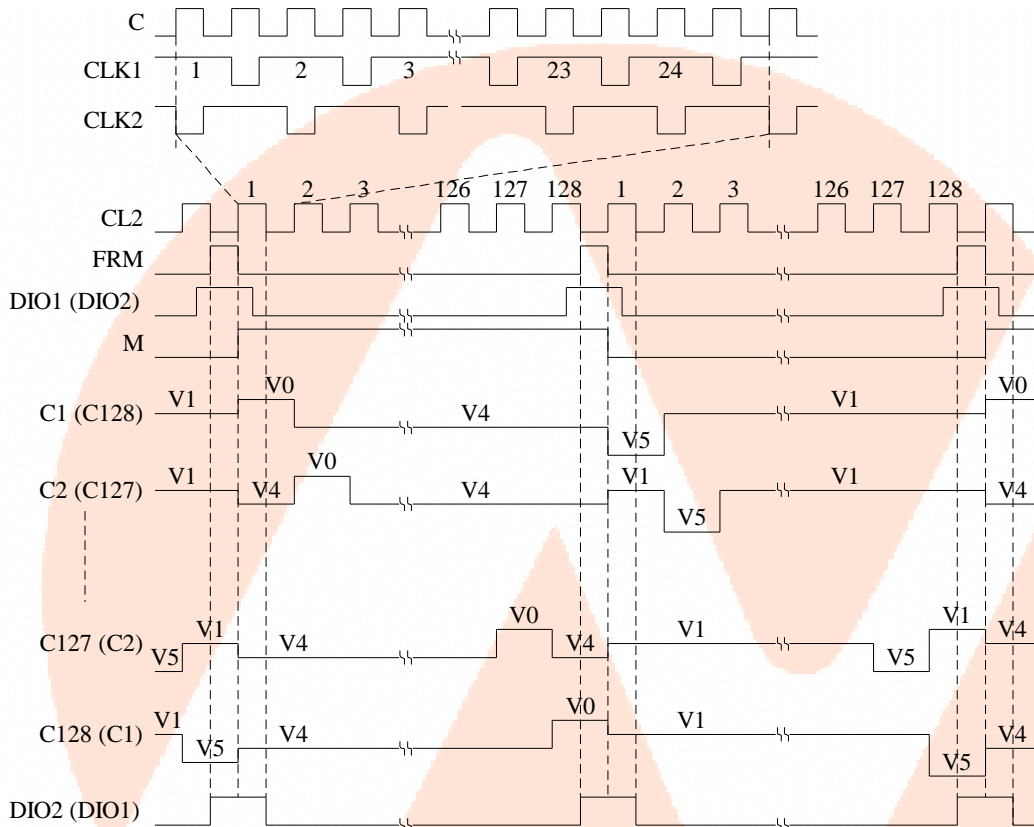 C
CLK1 1 2 3 23 24
CLK2
1 2 3 126 127 128 1 2 3 126 127 128
CL2
FRM
DIO1 (DIO2)
M
V0 V0
C1 (C128) V1 V4 V5 V1
V0
C2 (C127) V1 V4 V4 V1 V5 V1
C127 (C2) V5 V1 V4 V0 V4 V1 V5 V1 V4
C128 (C1) V1 V5 V4 V0 V1 V5 V4
DIO2 (DIO1)
V4